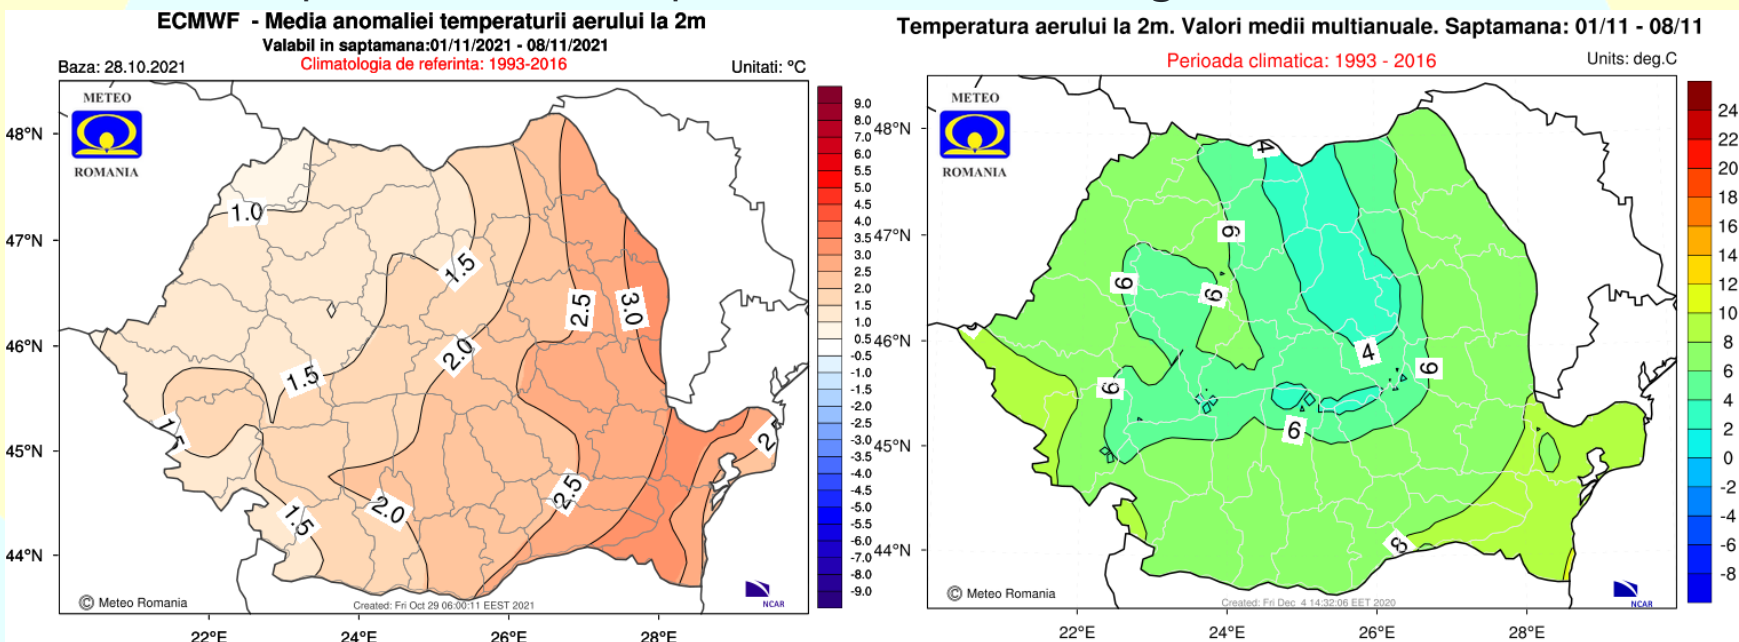 ECMWF - Media anomaliei temperaturii aerului la 2m
Valabil in saptamana:01/11/2021 - 08/11/2021
Baza: 28.10.2021
Climatologia de referinta: 1993-2016
Unitati: °C
METEO
ROMANIA
48°N
47°N
46°N
45°N
44°N
22°E
24°E
26°E
28°E
1.0
1.5
2.5
3.0
2.0
1.5
1.5
2
2.5
2.0
1.5
9.0
8.0
7.0
6.0
5.5
5.0
4.5
4.0
3.5
3.0
2.5
2.0
1.5
1.0
0.5
-0.5
-1.0
-1.5
-2.0
-2.5
-3.0
-3.5
-4.0
-4.5
-5.0
-5.5
-6.0
-7.0
-8.0
-9.0
© Meteo Romania
Created: Fri Oct 29 06:00:11 EEST 2021
NCAR
Temperatura aerului la 2m. Valori medii multianuale. Saptamana: 01/11 - 08/11
Perioada climatica: 1993 - 2016
Units: deg.C
METEO
ROMANIA
48°N
47°N
46°N
45°N
44°N
22°E
24°E
26°E
28°E
4
6
6
6
4
6
6
6
8
24
22
20
18
16
14
12
10
8
6
4
2
0
-2
-4
-6
-8
© Meteo Romania
Created: Fri Dec 4 14:32:06 EET 2020
NCAR